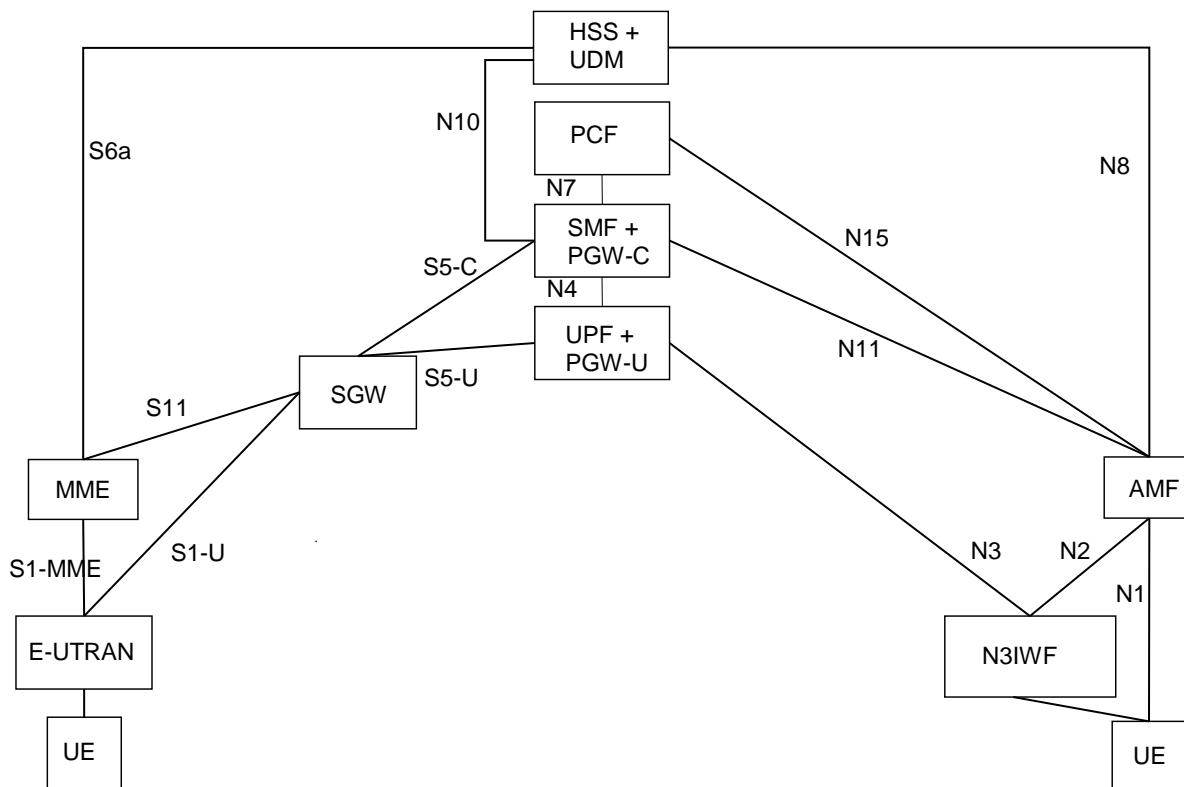 HSS +
UDM
N10
PCF
S6a
N8
N7
SMF +
PGW-C
N15
S5-C
N4
UPF +
PGW-U
N11
S5-U
SGW
S11
MME
AMF
S1-U
N3
N2
S1-MME
N1
E-UTRAN
N3IWF
UE
UE